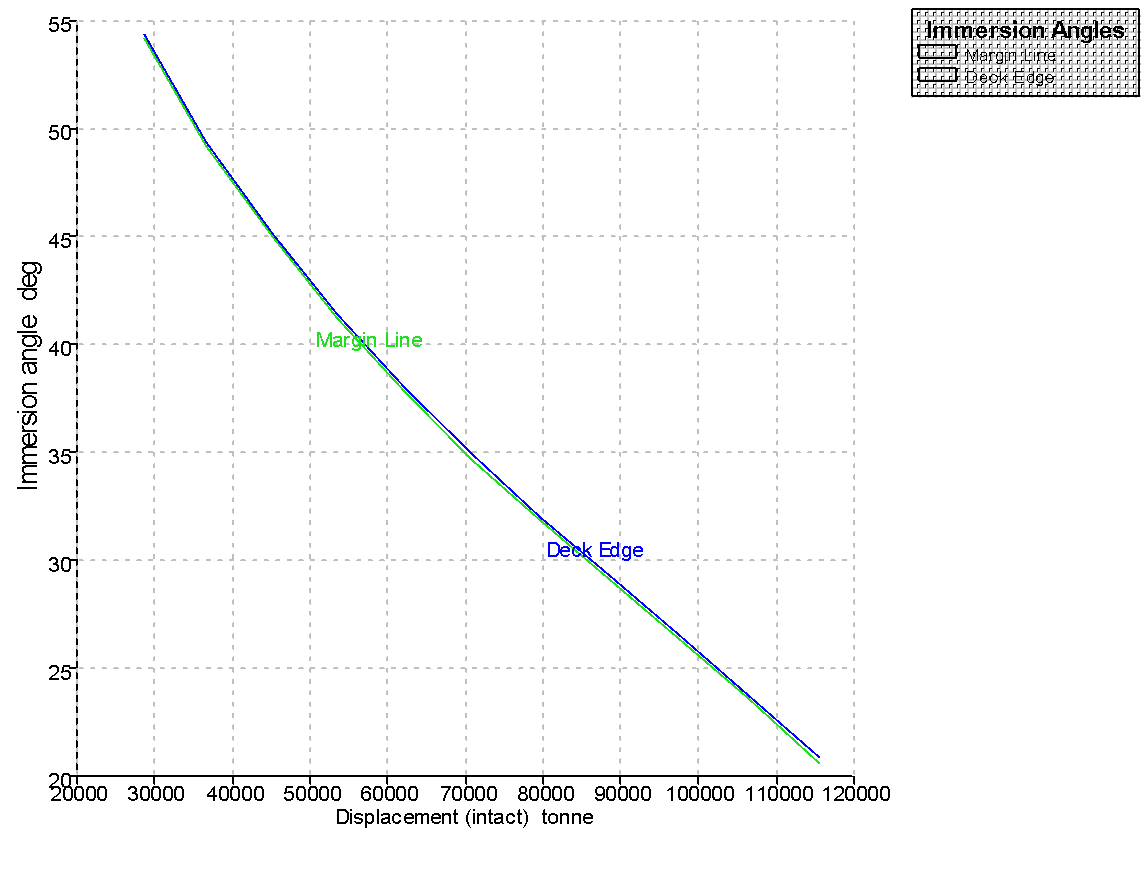 Immersion Angles
Margin Line
Deck Edge
55
50
45
40
35
30
25
20
Immersion angle  deg
Margin Line
Deck Edge
20000 30000 40000 50000 60000 70000 80000 90000 100000 110000 120000
Displacement (intact)  tonne